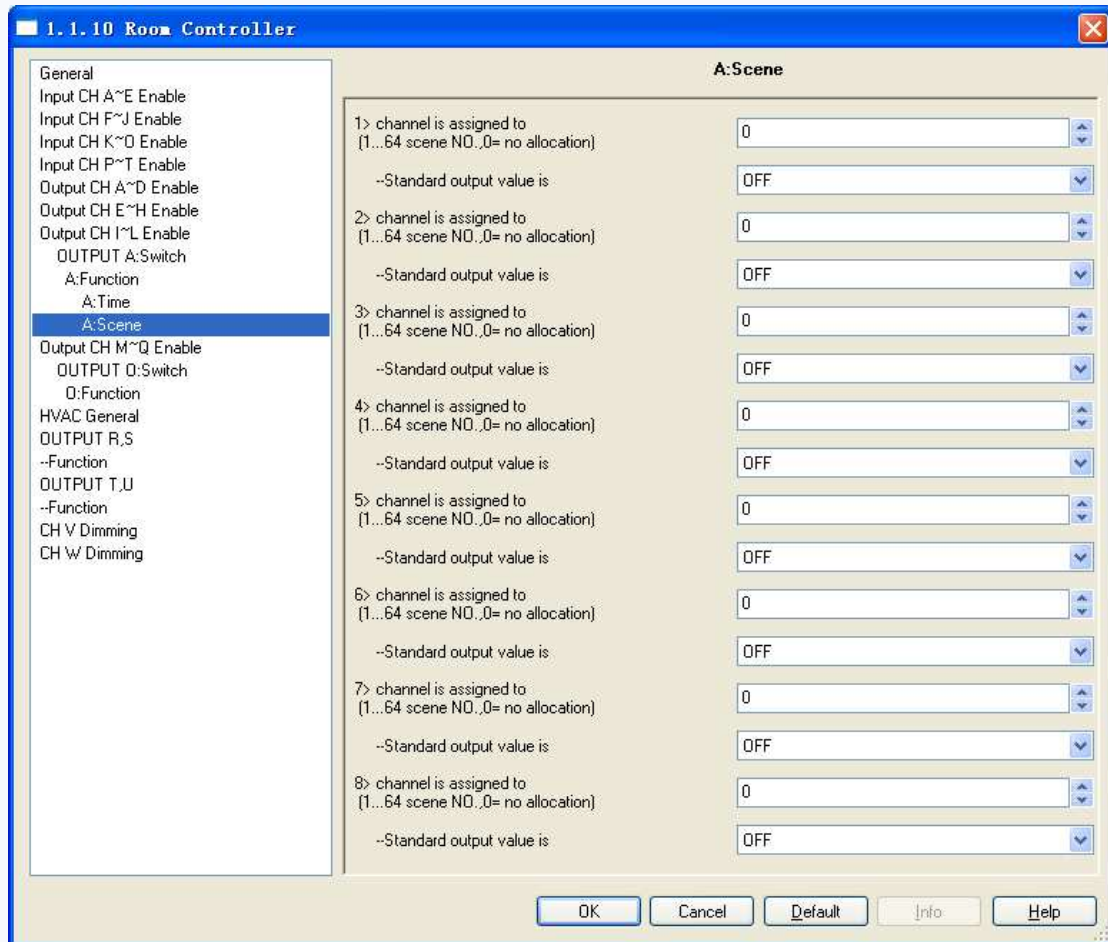 1.1.10 Room Controller
General
Input CH A~E Enable
Input CH F~J Enable
Input CH K~O Enable
Input CH P~T Enable
Output CH A~D Enable
Output CH E~H Enable
Output CH I~L Enable
OUTPUT A:Switch
A:Function
A:Time
A:Scene
Output CH M~Q Enable
OUTPUT O:Switch
O:Function
HVAC General
OUTPUT R,S
--Function
OUTPUT T,U
--Function
CH V Dimming
CH W Dimming
A:Scene
1> channel is assigned to
(1...64 scene NO.,0= no allocation)
0
--Standard output value is
OFF
2> channel is assigned to
(1...64 scene NO.,0= no allocation)
0
--Standard output value is
OFF
3> channel is assigned to
(1...64 scene NO.,0= no allocation)
0
--Standard output value is
OFF
4> channel is assigned to
(1...64 scene NO.,0= no allocation)
0
--Standard output value is
OFF
5> channel is assigned to
(1...64 scene NO.,0= no allocation)
0
--Standard output value is
OFF
6> channel is assigned to
(1...64 scene NO.,0= no allocation)
0
--Standard output value is
OFF
7> channel is assigned to
(1...64 scene NO.,0= no allocation)
0
--Standard output value is
OFF
8> channel is assigned to
(1...64 scene NO.,0= no allocation)
0
--Standard output value is
OFF
OK
Cancel
Default
Info
Help